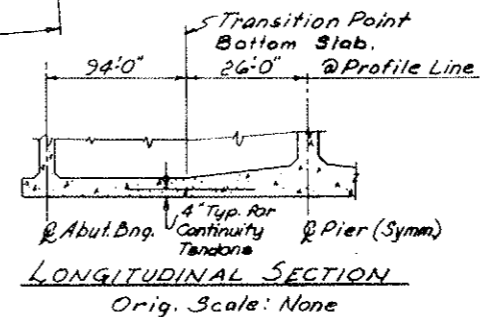 Transition Point
Bottom Slab.
94'-0" 26'-0" @ Profile Line
4" Typ. for
Continuity
Tendons
℄ Abut. Bng. ℄ Pier (Symm)
LONGITUDINAL SECTION
Orig. Scale: None